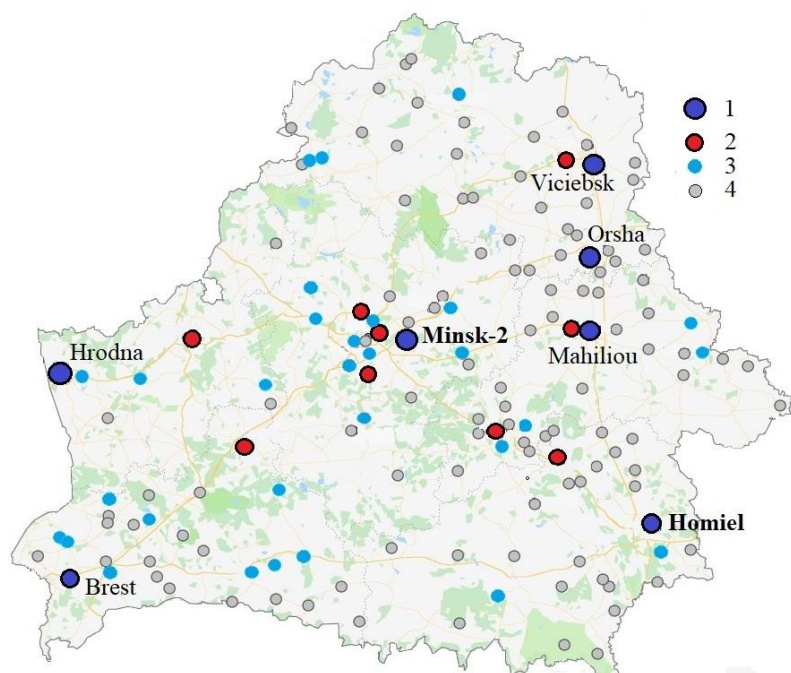 1
2
3
4
Viciebsk
Orsha
Minsk-2
Mahiliou
Hrodna
Homiel
Brest